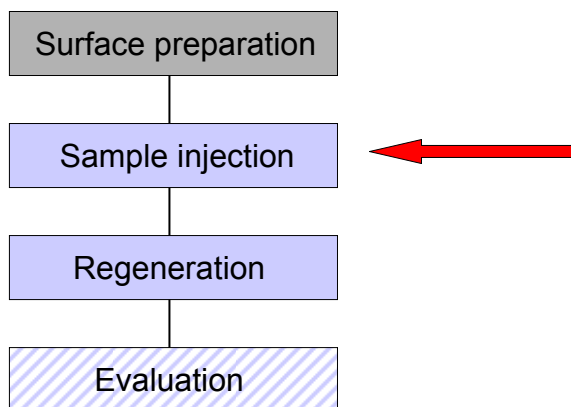 Surface preparation
Sample injection
Regeneration
Evaluation